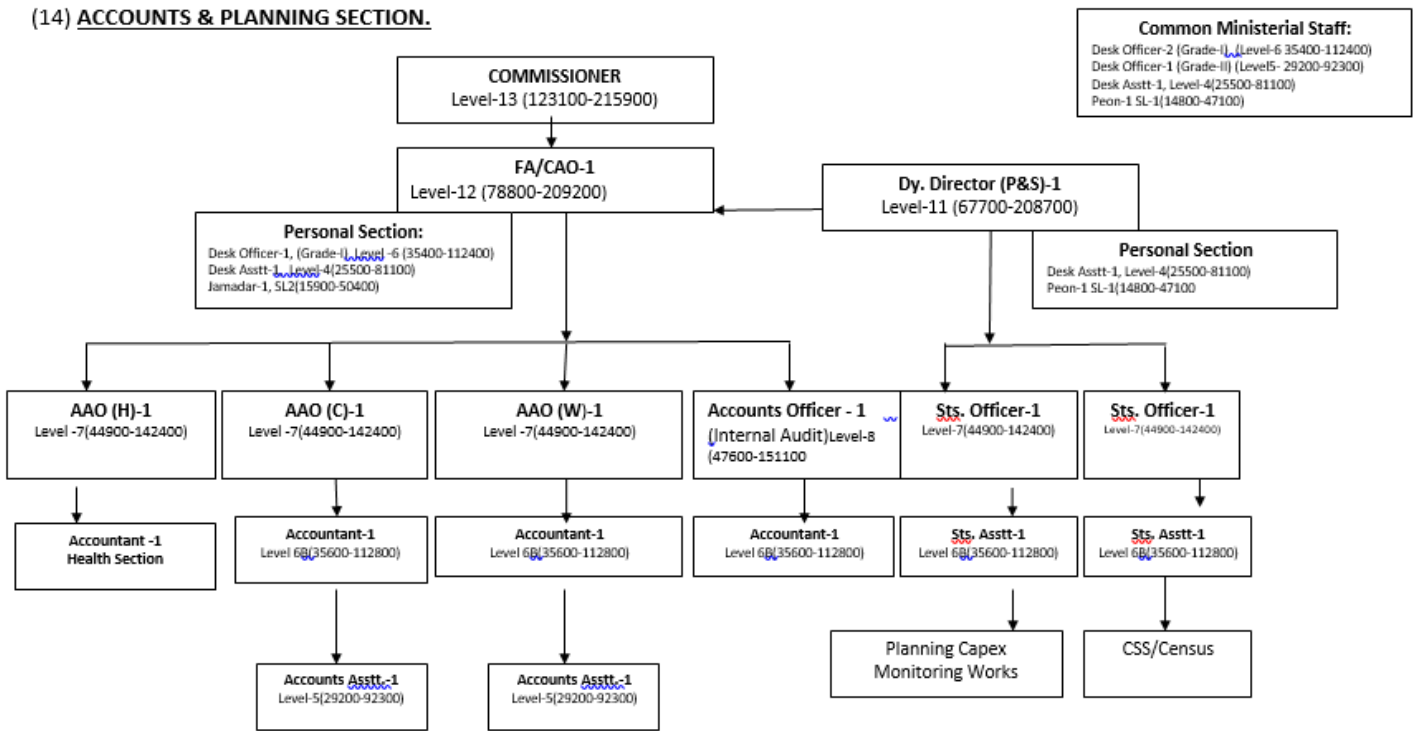 (14) ACCOUNTS & PLANNING SECTION.
Common Ministerial Staff:
Desk Officer-2 (Grade-I), (Level-6 35400-112400)
Desk Officer-1 (Grade-II) (Level5- 29200-92300)
Desk Asstt-1, Level-4(25500-81100)
Peon-1 SL-1(14800-47100)
COMMISSIONER
Level-13 (123100-215900)
FA/CAO-1
Level-12 (78800-209200)
Dy. Director (P&S)-1
Level-11 (67700-208700)
Personal Section:
Desk Officer-1, (Grade-I), Level -6 (35400-112400)
Desk Asstt-1, Level-4(25500-81100)
Jamadar-1, SL2(15900-50400)
Personal Section
Desk Asstt-1, Level-4(25500-81100)
Peon-1 SL-1(14800-47100
AAO (H)-1
Level -7(44900-142400)
AAO (C)-1
Level -7(44900-142400)
AAO (W)-1
Level -7(44900-142400)
Accounts Officer - 1
(Internal Audit)Level-8
(47600-151100
Sts. Officer-1
Level-7(44900-142400)
Sts. Officer-1
Level-7(44900-142400)
Accountant -1
Health Section
Accountant-1
Level 6B(35600-112800)
Accountant-1
Level 6B(35600-112800)
Accountant-1
Level 6B(35600-112800)
Sts. Asstt-1
Level 6B(35600-112800)
Sts. Asstt-1
Level 6B(35600-112800)
Accounts Asstt.-1
Level-5(29200-92300)
Accounts Asstt.-1
Level-5(29200-92300)
Planning Capex
Monitoring Works
CSS/Census